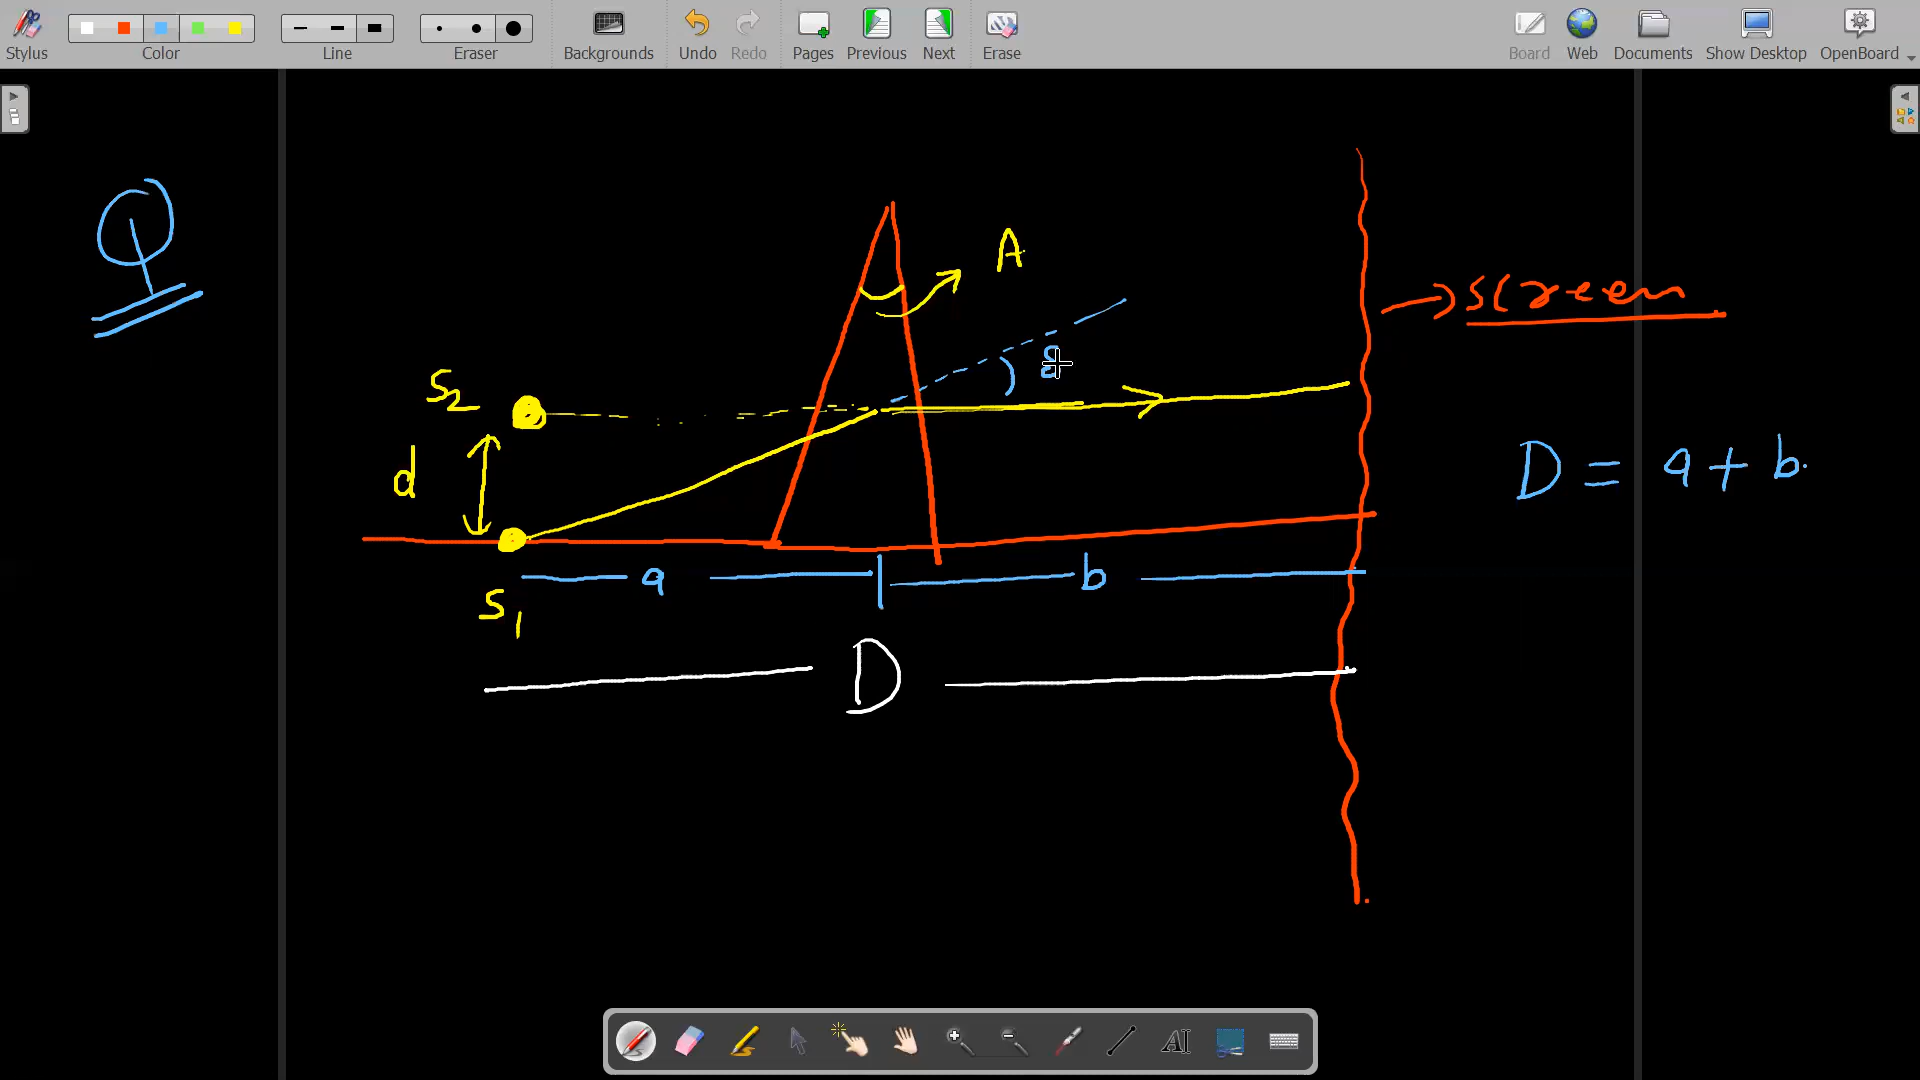 Stylus
Color
Line
Eraser
Backgrounds
Undo
Redo
Pages
Previous
Next
Erase
Board
Web
Documents
Show Desktop
OpenBoard
Q
A
screen
δ
S2
d
D = a + b
S1
a
b
D
AI